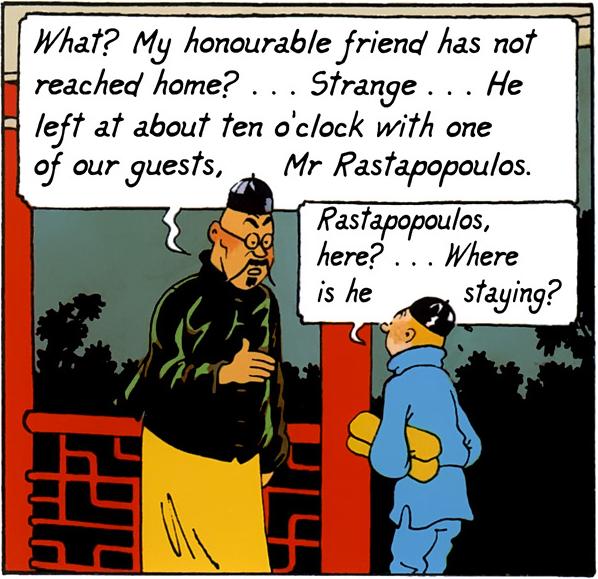 What? My honourable friend has not
reached home? . . . Strange . . . He
left at about ten o'clock with one
of our guests, Mr Rastapopoulos.
Rastapopoulos,
here? . . . Where
is he staying?